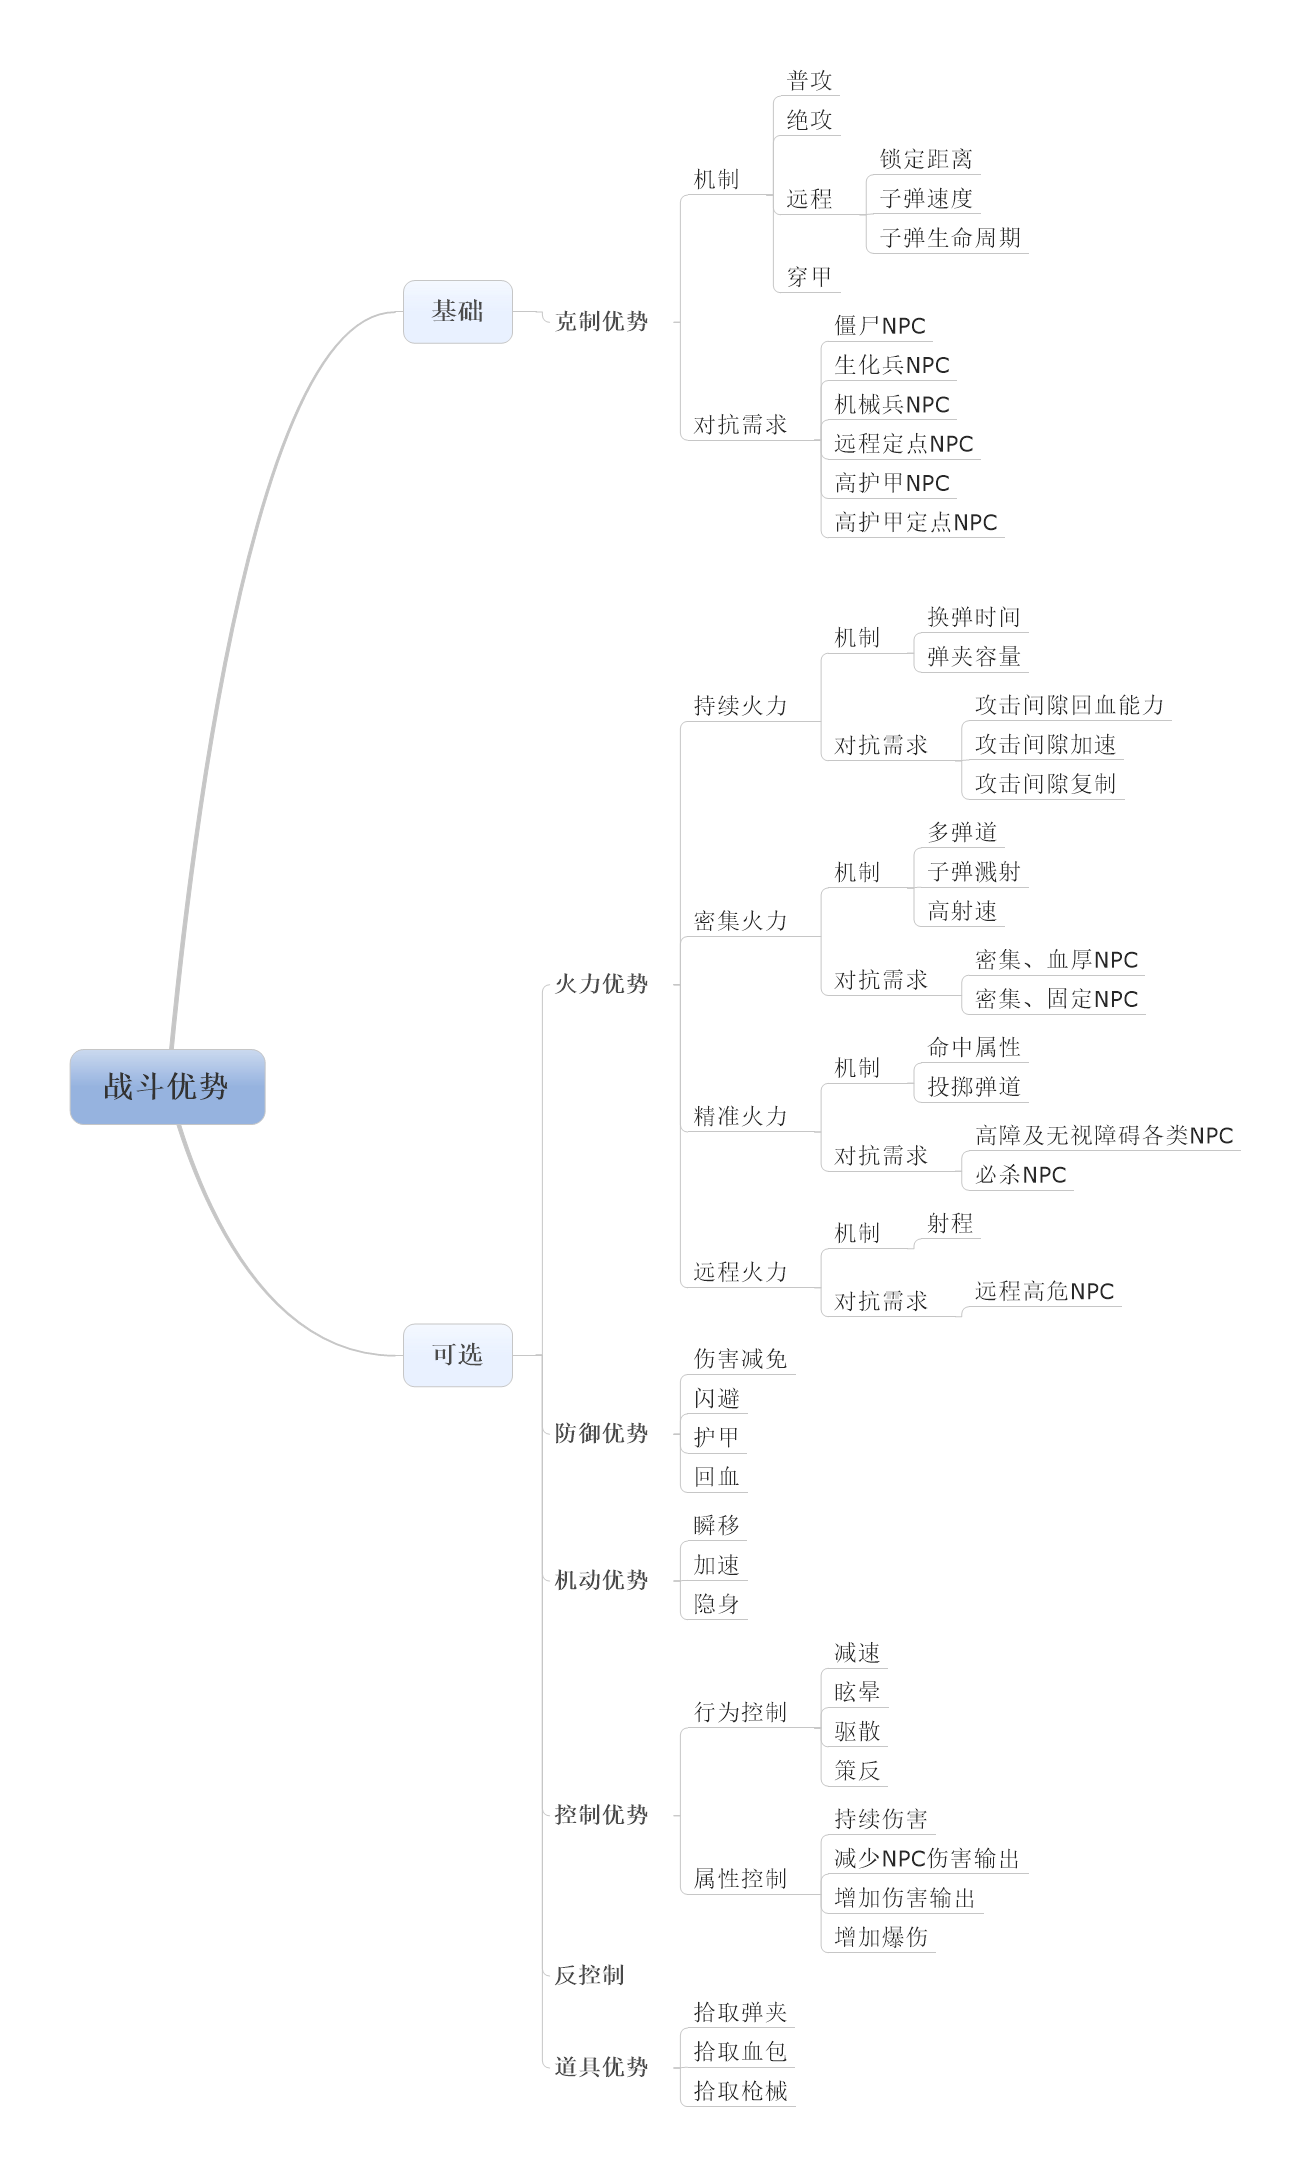 战斗优势
基础
克制优势
机制
普攻
绝攻
远程
锁定距离
子弹速度
子弹生命周期
穿甲
对抗需求
僵尸NPC
生化兵NPC
机械兵NPC
远程定点NPC
高护甲NPC
高护甲定点NPC
可选
火力优势
持续火力
机制
换弹时间
弹夹容量
对抗需求
攻击间隙回血能力
攻击间隙加速
攻击间隙复制
密集火力
机制
多弹道
子弹溅射
高射速
对抗需求
密集、血厚NPC
密集、固定NPC
精准火力
机制
命中属性
投掷弹道
对抗需求
高障及无视障碍各类NPC
必杀NPC
远程火力
机制
射程
对抗需求
远程高危NPC
防御优势
伤害减免
闪避
护甲
回血
机动优势
瞬移
加速
隐身
控制优势
行为控制
减速
眩晕
驱散
策反
属性控制
持续伤害
减少NPC伤害输出
增加伤害输出
增加爆伤
反控制
道具优势
拾取弹夹
拾取血包
拾取枪械